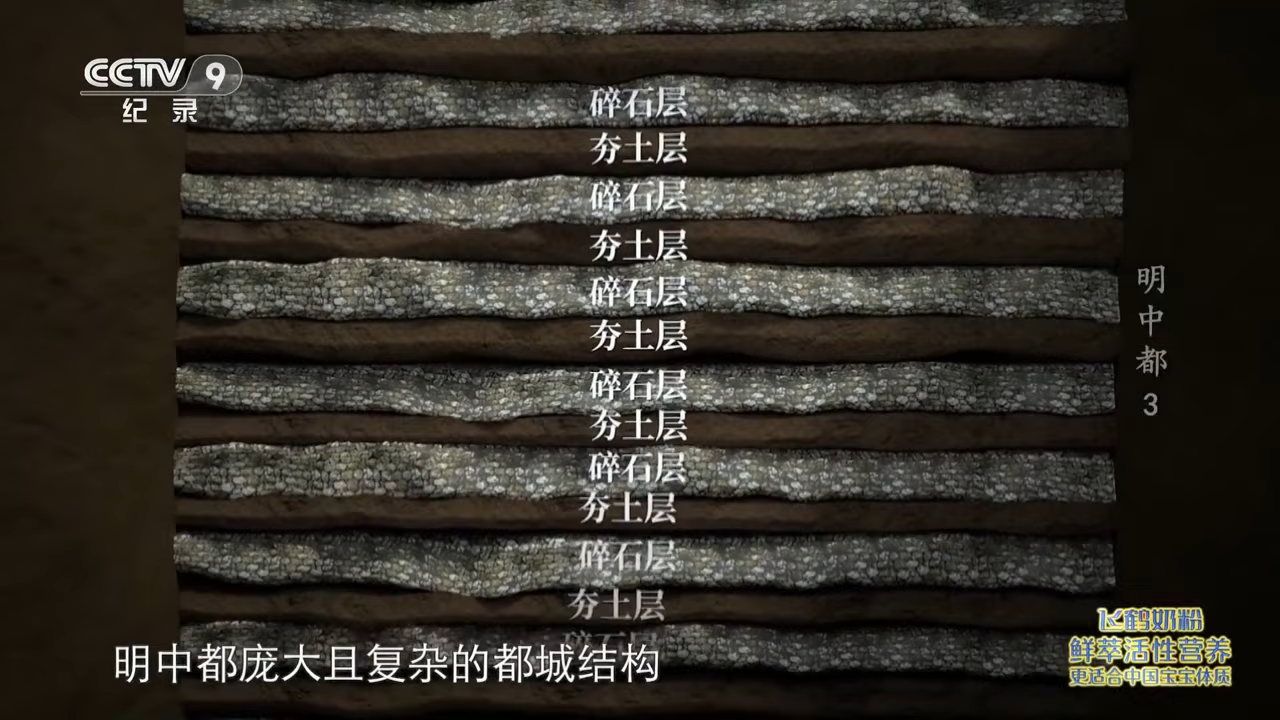 CCTV 9
纪录
碎石层
夯土层
碎石层
夯土层
碎石层
夯土层
碎石层
夯土层
碎石层
夯土层
碎石层
夯土层
碎石层
明中都 3
明中都庞大且复杂的都城结构
飞鹤奶粉
鲜萃活性营养
更适合中国宝宝体质